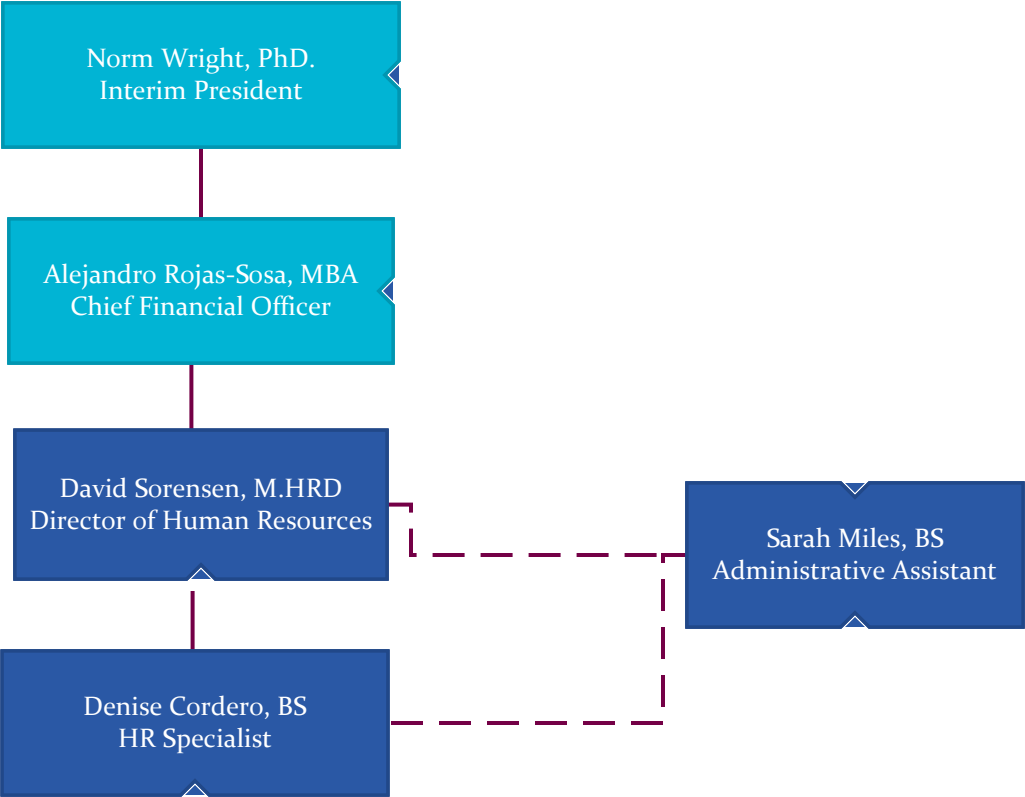 Norm Wright, PhD.
Interim President
Alejandro Rojas-Sosa, MBA
Chief Financial Officer
David Sorensen, M.HRD
Director of Human Resources
Sarah Miles, BS
Administrative Assistant
Denise Cordero, BS
HR Specialist